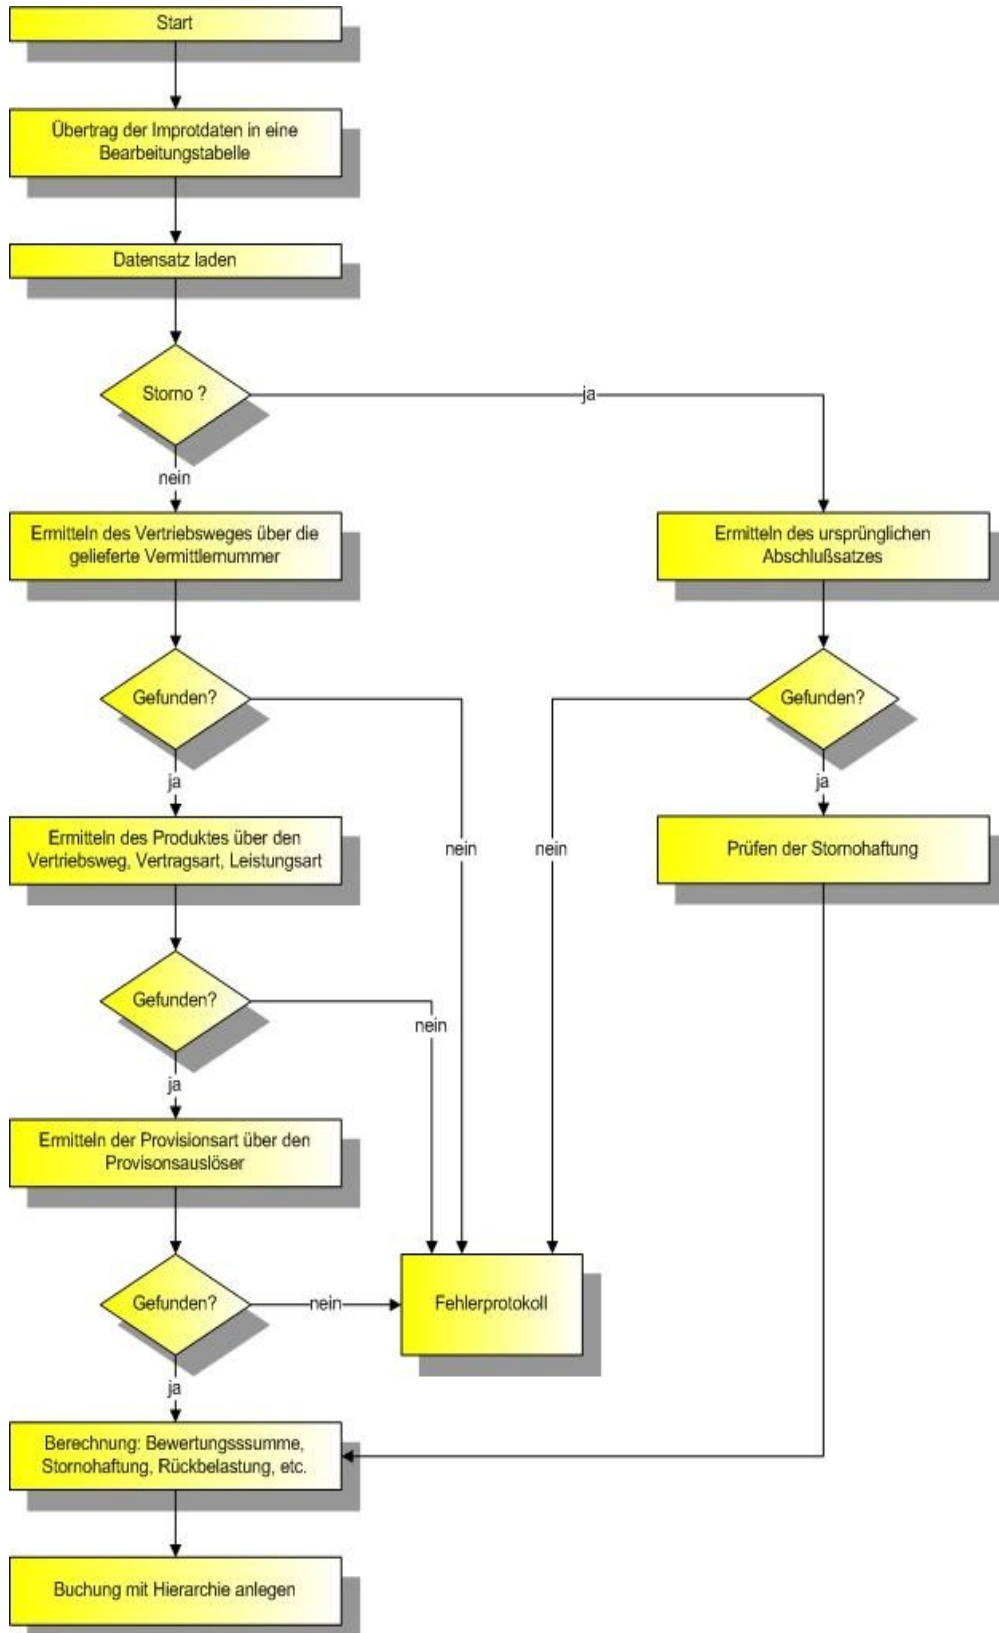 Start
Übertrag der Improtdaten in eine
Bearbeitungstabelle
Datensatz laden
Storno ?
ja
nein
Ermitteln des Vertriebsweges über die
gelieferte Vermittlernummer
Ermitteln des ursprünglichen
Abschlußsatzes
Gefunden?
Gefunden?
ja
ja
Ermitteln des Produktes über den
Vertriebsweg, Vertragsart, Leistungsart
nein
nein
Prüfen der Stornohaftung
Gefunden?
nein
ja
Ermitteln der Provisionsart über den
Provisonsauslöser
Gefunden?
nein
Fehlerprotokoll
ja
Berechnung: Bewertungsssumme,
Stornohaftung, Rückbelastung, etc.
Buchung mit Hierarchie anlegen